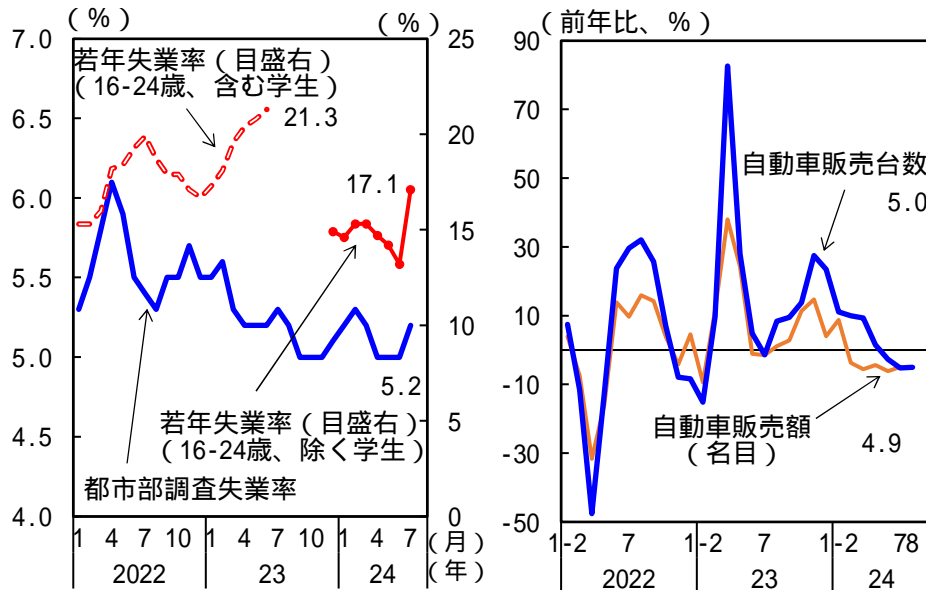 (%)
(%)
7.0
6.5
6.0
5.5
5.0
4.5
4.0
25
20
15
10
5
0
若年失業率(目盛右)
(16-24歳、含む学生)
21.3
17.1
5.2
若年失業率(目盛右)
(16-24歳、除く学生)
都市部調査失業率
1 4 7 10 1 4 7 10 1 4 7 (月)
2022 23 24 (年)
(前年比、%)
90
70
50
30
10
-10
-30
-50
自動車販売台数
5.0
自動車販売額
(名目)
4.9
1-2 7 1-2 7 1-2 78
2022 23 24